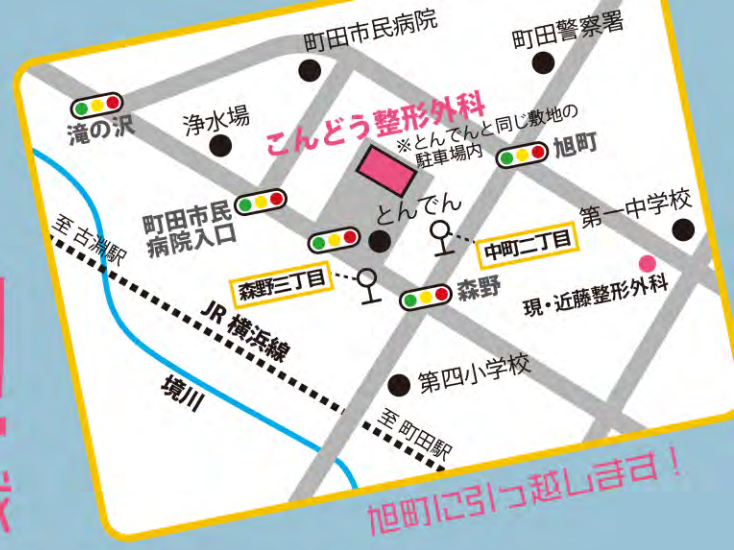 町田市民病院
町田警察署
滝の沢
浄水場
こんどう整形外科
※とんでんと同じ敷地の
駐車場内
旭町
町田市民
病院入口
とんでん
第一中学校
中町二丁目
至 古淵駅
森野三丁目
森野
現・近藤整形外科
JR 横浜線
境川
第四小学校
至 町田駅
旭町に引っ越します！